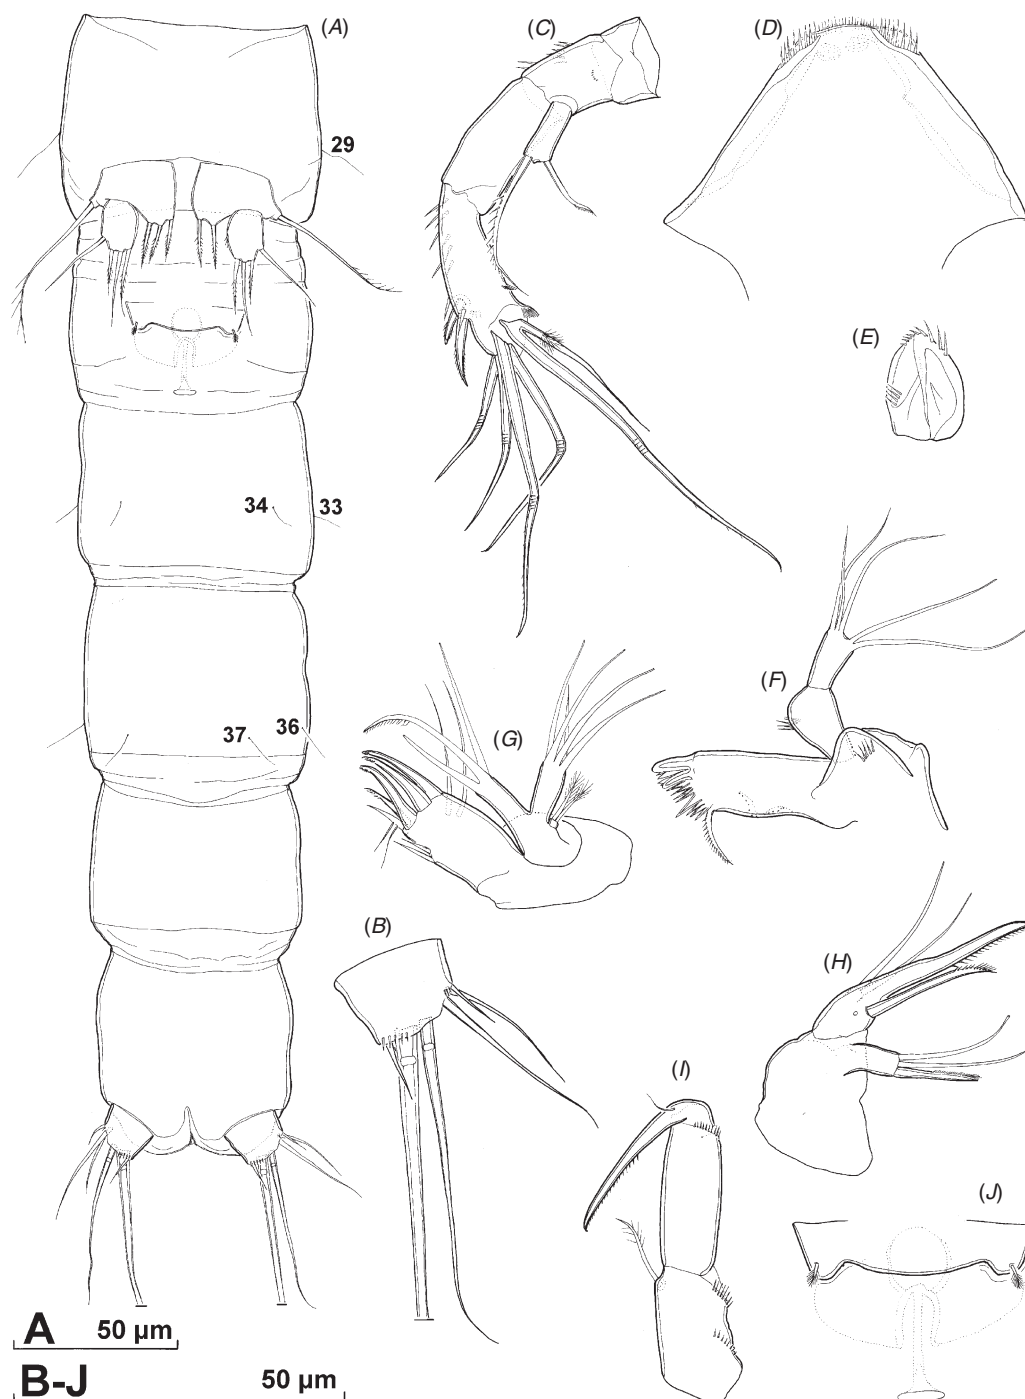 (A)
(C)
(D)
29
(E)
34
33
(F)
37
36
(G)
(B)
(H)
(I)
(J)
A 50 µm
B-J 50 µm